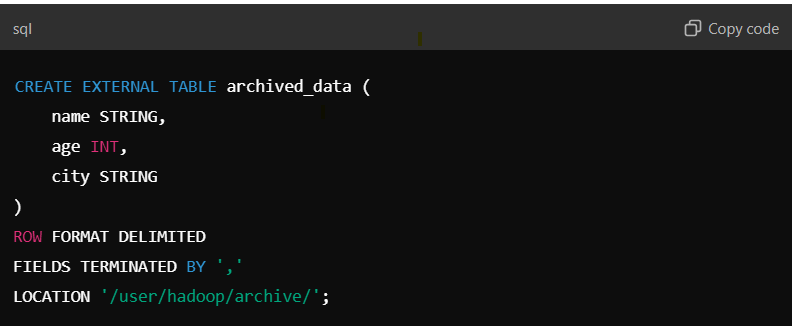 sql
Copy code
CREATE EXTERNAL TABLE archived_data (
    name STRING,
    age INT,
    city STRING
)
ROW FORMAT DELIMITED
FIELDS TERMINATED BY ','
LOCATION '/user/hadoop/archive/';